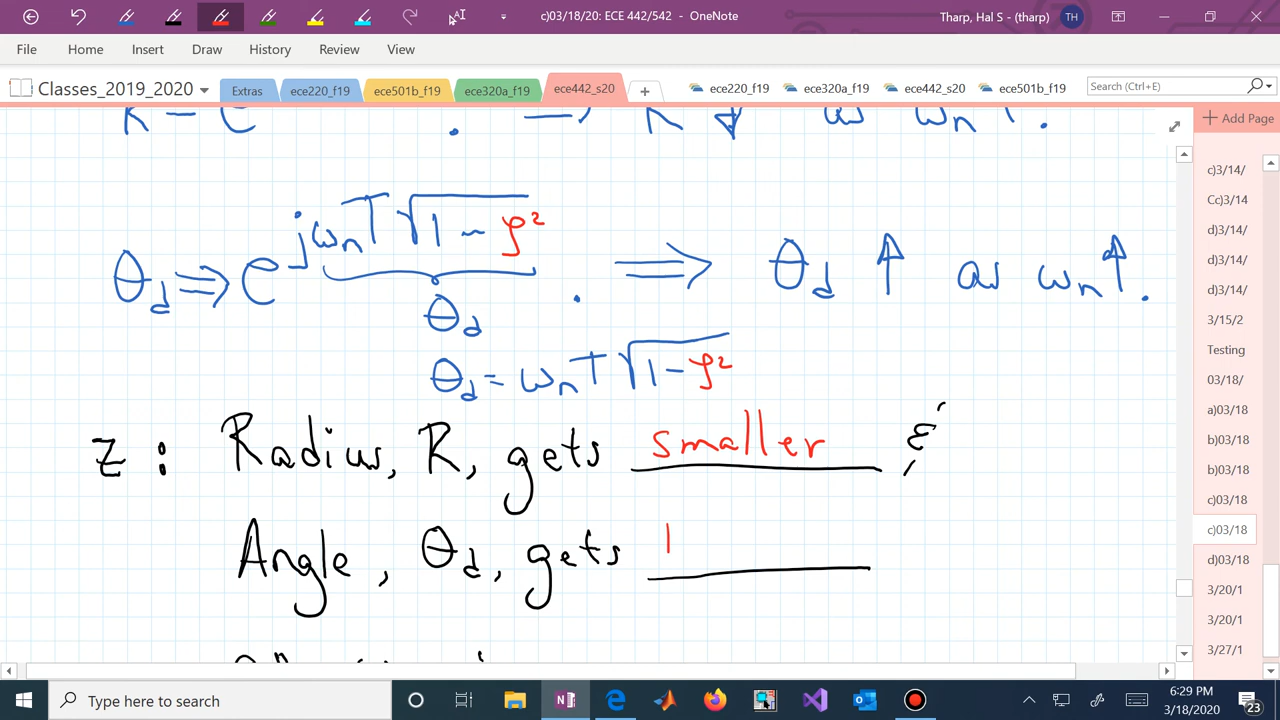 c)03/18/20: ECE 442/542 - OneNote
Tharp, Hal S - (tharp) TH
File Home Insert Draw History Review View
Classes_2019_2020 Extras ece220_f19 ece501b_f19 ece320a_f19 ece442_s20 ece220_f19 ece320a_f19 ece442_s20 ece501b_f19 Search (Ctrl+E)
Add Page
as ωn↑.
θd ⇒ e^(jωnT√(1-ζ²)) ⟹ θd ↑ as ωn↑.
θd
θd = ωnT√(1-ζ²)
z : Radius, R, gets smaller &
Angle, θd, gets l
c)3/14/
Cc)3/14
d)3/14/
d)3/14/
d)3/14/
3/15/2
Testing
03/18/
a)03/18
b)03/18
b)03/18
c)03/18
c)03/18
d)03/18
3/20/1
3/20/1
3/27/1
Type here to search
6:29 PM
3/18/2020
23